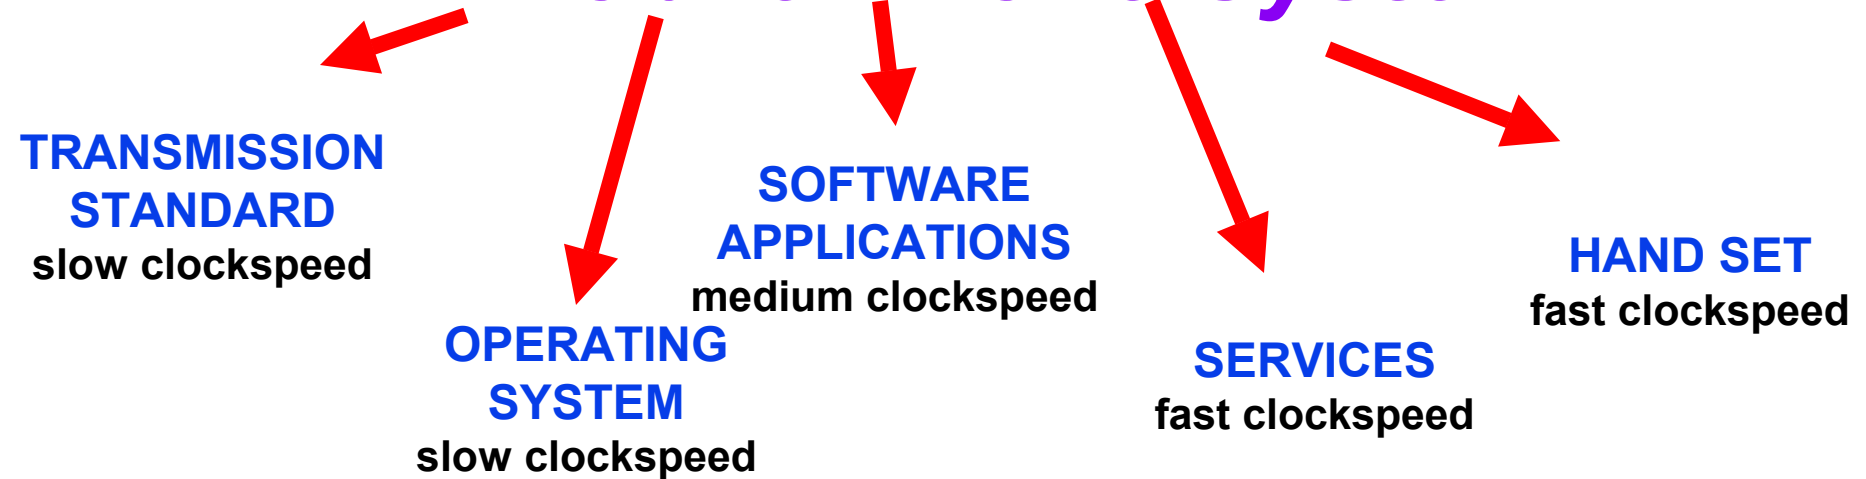 TRANSMISSION
STANDARD
slow clockspeed
OPERATING
SYSTEM
slow clockspeed
SOFTWARE
APPLICATIONS
medium clockspeed
SERVICES
fast clockspeed
HAND SET
fast clockspeed